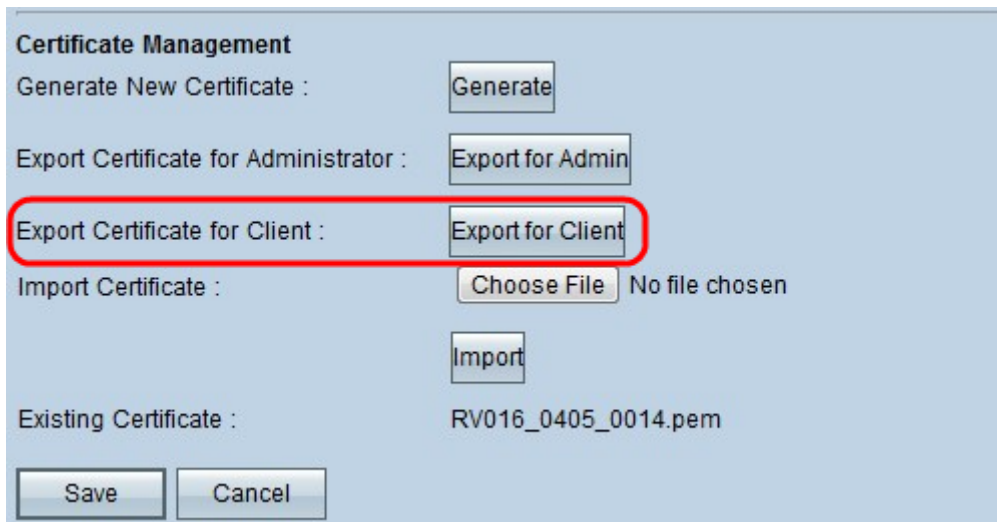 Certificate Management
Generate New Certificate : Generate
Export Certificate for Administrator : Export for Admin
Export Certificate for Client : Export for Client
Import Certificate : Choose File No file chosen
Import
Existing Certificate : RV016_0405_0014.pem
Save Cancel